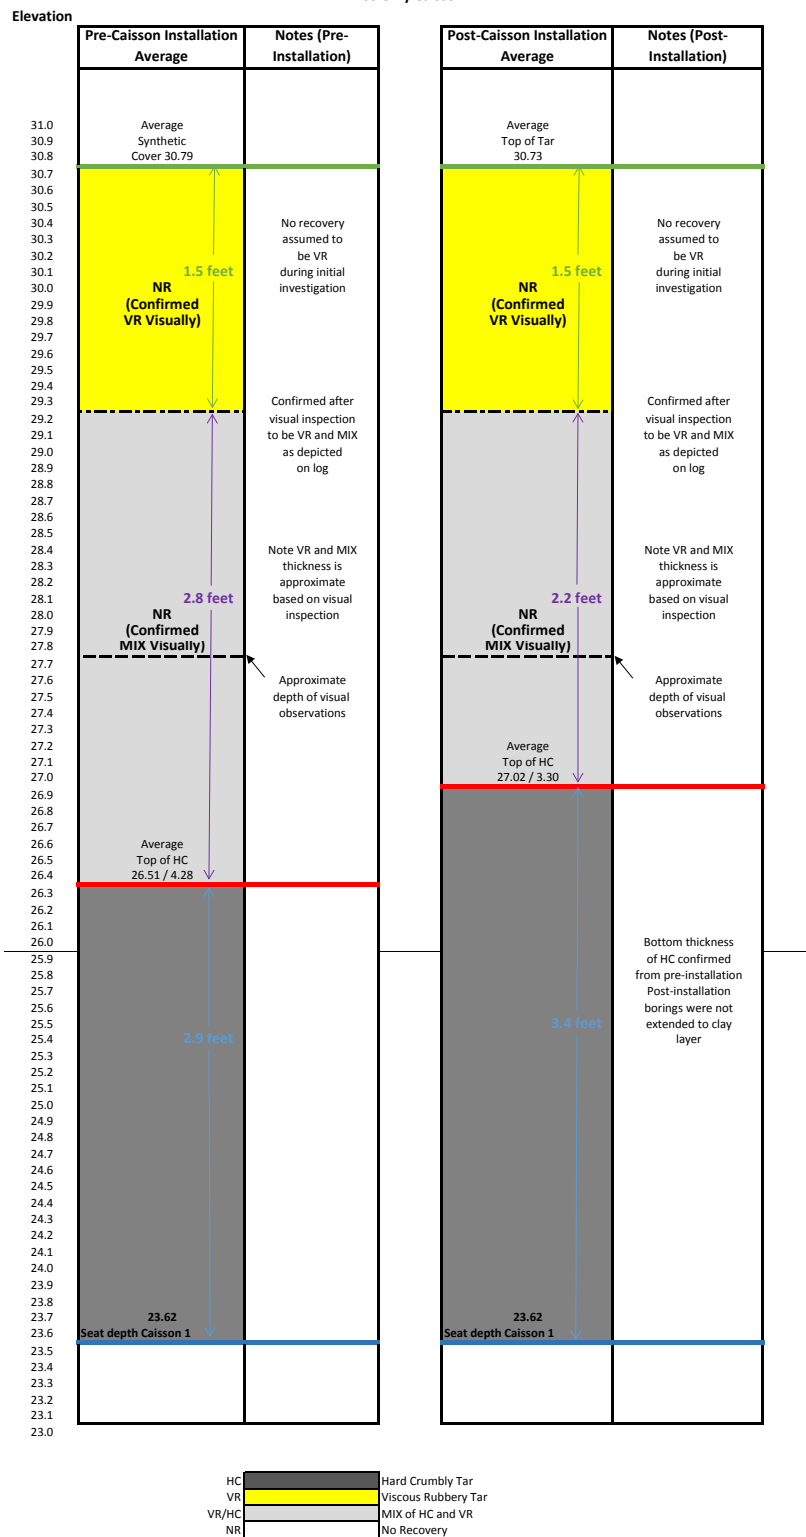 Elevation
Pre-Caisson Installation
Average
Notes (Pre-
Installation)
Post-Caisson Installation
Average
Notes (Post-
Installation)
31.0
30.9
30.8
30.7
30.6
30.5
30.4
30.3
30.2
30.1
30.0
29.9
29.8
29.7
29.6
29.5
29.4
29.3
29.2
29.1
29.0
28.9
28.8
28.7
28.6
28.5
28.4
28.3
28.2
28.1
28.0
27.9
27.8
27.7
27.6
27.5
27.4
27.3
27.2
27.1
27.0
26.9
26.8
26.7
26.6
26.5
26.4
26.3
26.2
26.1
26.0
25.9
25.8
25.7
25.6
25.5
25.4
25.3
25.2
25.1
25.0
24.9
24.8
24.7
24.6
24.5
24.4
24.3
24.2
24.1
24.0
23.9
23.8
23.7
23.6
23.5
23.4
23.3
23.2
23.1
23.0
Average
Synthetic
Cover 30.79
1.5 feet
NR
(Confirmed
VR Visually)
2.8 feet
NR
(Confirmed
MIX Visually)
Average
Top of HC
26.51 / 4.28
2.9 feet
23.62
Seat depth Caisson 1
No recovery
assumed to
be VR
during initial
investigation
Confirmed after
visual inspection
to be VR and MIX
as depicted
on log
Note VR and MIX
thickness is
approximate
based on visual
inspection
Approximate
depth of visual
observations
Average
Top of Tar
30.73
1.5 feet
NR
(Confirmed
VR Visually)
2.2 feet
NR
(Confirmed
MIX Visually)
Average
Top of HC
27.02 / 3.30
3.4 feet
23.62
Seat depth Caisson 1
No recovery
assumed to
be VR
during initial
investigation
Confirmed after
visual inspection
to be VR and MIX
as depicted
on log
Note VR and MIX
thickness is
approximate
based on visual
inspection
Approximate
depth of visual
observations
Bottom thickness
of HC confirmed
from pre-installation
Post-installation
borings were not
extended to clay
layer
HC Hard Crumbly Tar
VR Viscous Rubbery Tar
VR/HC MIX of HC and VR
NR No Recovery